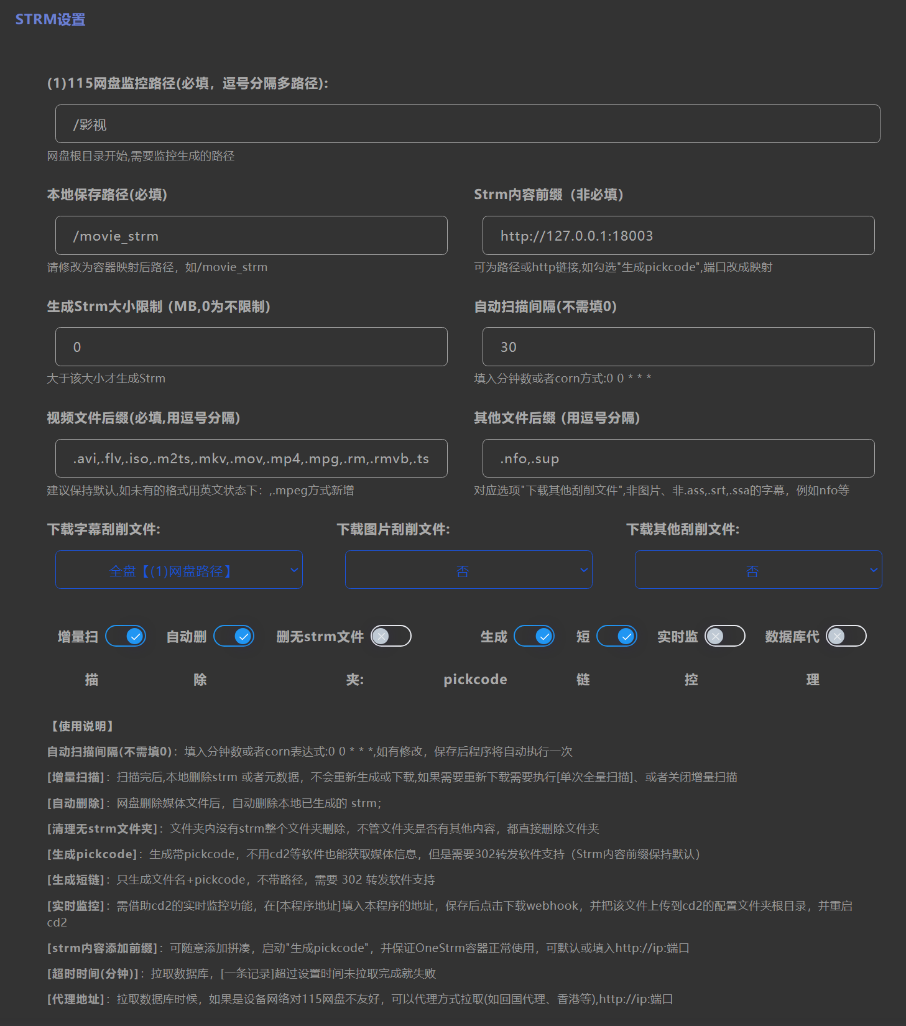 STRM设置
(1)115网盘监控路径(必填，逗号分隔多路径):
/影视
网盘根目录开始,需要监控生成的路径
本地保存路径(必填)
Strm内容前缀（非必填）
/movie_strm
http://127.0.0.1:18003
请修改为容器映射后路径，如/movie_strm
可为路径或http链接,如勾选"生成pickcode",端口改成映射
生成Strm大小限制 (MB,0为不限制)
自动扫描间隔(不需填0)
0
30
大于该大小才生成Strm
填入分钟数或者corn方式:0 0 * * *
视频文件后缀(必填,用逗号分隔)
其他文件后缀 (用逗号分隔)
.avi,.flv,.iso,.m2ts,.mkv,.mov,.mp4,.mpg,.rm,.rmvb,.ts
.nfo,.sup
建议保持默认,如未有的格式用英文状态下：,.mpeg方式新增
对应选项"下载其他刮削文件",非图片、非.ass,.srt,.ssa的字幕，例如nfo等
下载字幕刮削文件:
下载图片刮削文件:
下载其他刮削文件:
全盘【(1)网盘路径】
否
否
增量扫描
自动删除
删无strm文件夹:
生成pickcode
短链
实时监控
数据库代理
【使用说明】
自动扫描间隔(不需填0)：填入分钟数或者corn表达式:0 0 * * *,如有修改，保存后程序将自动执行一次
[增量扫描]：扫描完后,本地删除strm 或者元数据，不会重新生成或下载,如果需要重新下载需要执行[单次全量扫描]、或者关闭增量扫描
[自动删除]：网盘删除媒体文件后，自动删除本地已生成的 strm；
[清理无strm文件夹]：文件夹内没有strm整个文件夹删除，不管文件夹是否有其他内容，都直接删除文件夹
[生成pickcode]：生成带pickcode，不用cd2等软件也能获取媒体信息，但是需要302转发软件支持（Strm内容前缀保持默认）
[生成短链]：只生成文件名+pickcode，不带路径，需要 302 转发软件支持
[实时监控]：需借助cd2的实时监控功能，在[本程序地址]填入本程序的地址，保存后点击下载webhook，并把该文件上传到cd2的配置文件夹根目录，并重启
cd2
[strm内容添加前缀]：可随意添加拼凑，启动"生成pickcode"，并保证OneStrm容器正常使用，可默认或填入http://ip:端口
[超时时间(分钟)]：拉取数据库，[一条记录]超过设置时间未拉取完成就失败
[代理地址]：拉取数据库时候，如果是设备网络对115网盘不友好，可以代理方式拉取(如回国代理、香港等),http://ip:端口